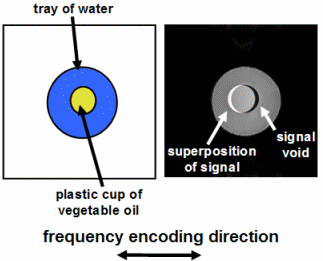 tray of water
plastic cup of
vegetable oil
superposition
of signal
signal
void
frequency encoding direction